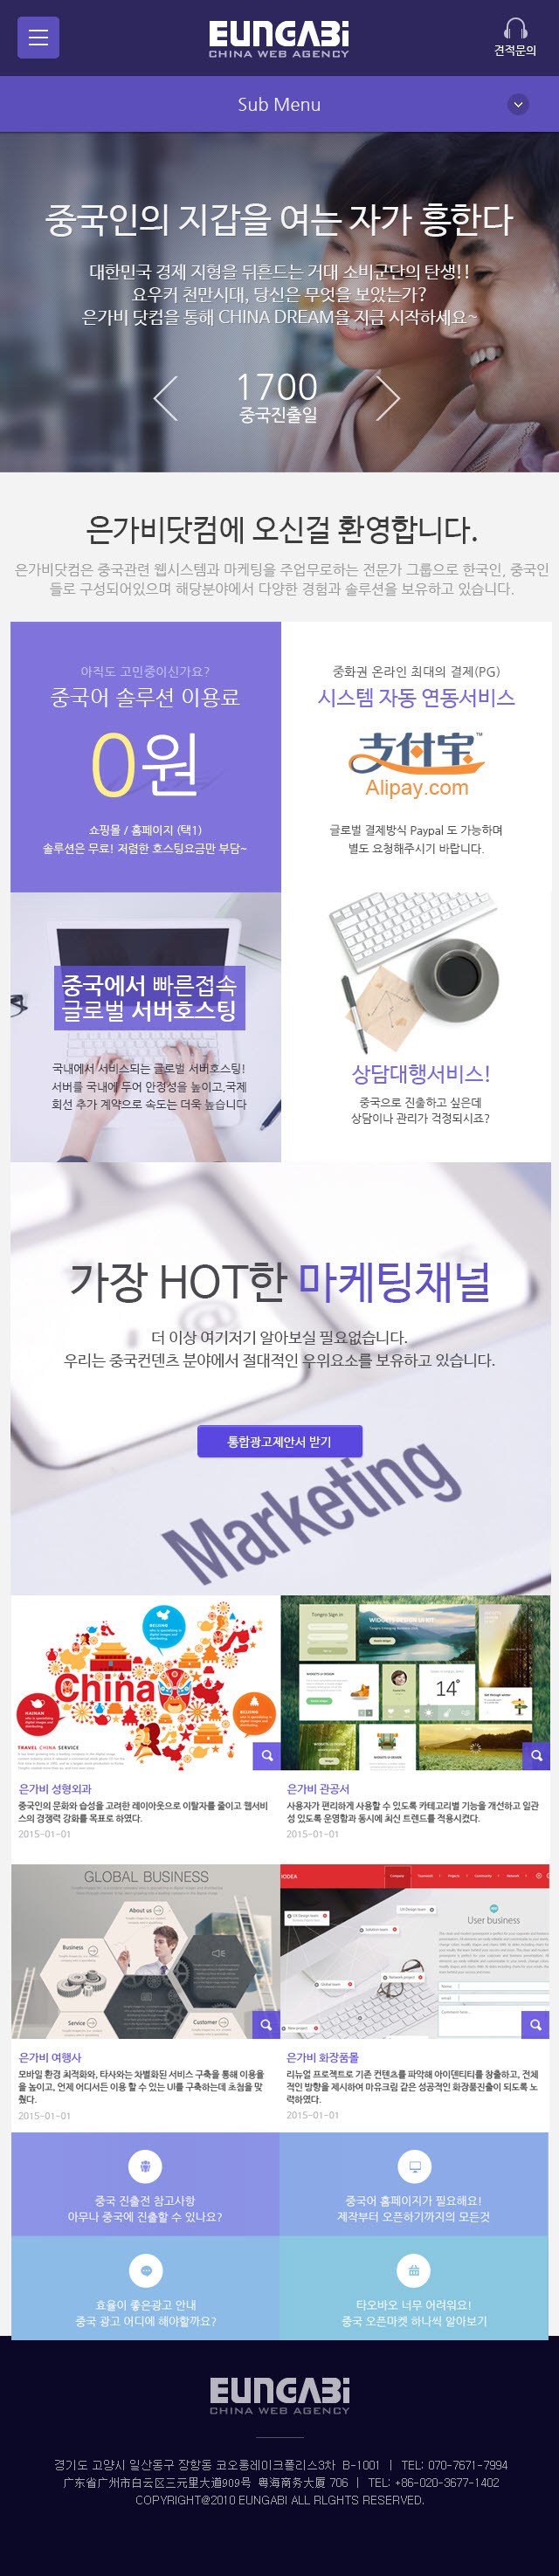 EUNGABI
CHINA WEB AGENCY
견적문의
Sub Menu
중국인의 지갑을 여는 자가 흥한다
대한민국 경제 지형을 뒤흔드는 거대 소비군단의 탄생!!
요우커 천만시대, 당신은 무엇을 보았는가?
은가비 닷컴을 통해 CHINA DREAM을 지금 시작하세요~
1700
중국진출일
은가비닷컴에 오신걸 환영합니다.
은가비닷컴은 중국관련 웹시스템과 마케팅을 주업무로하는 전문가 그룹으로 한국인, 중국인
들로 구성되어있으며 해당분야에서 다양한 경험과 솔루션을 보유하고 있습니다.
아직도 고민중이신가요?
중국어 솔루션 이용료
0원
쇼핑몰 / 홈페이지 (택1)
솔루션은 무료! 저렴한 호스팅요금만 부담~
중화권 온라인 최대의 결제(PG)
시스템 자동 연동서비스
支付宝™
Alipay.com
글로벌 결제방식 Paypal 도 가능하며
별도 요청해주시기 바랍니다.
중국에서 빠른접속
글로벌 서버호스팅
국내에서 서비스되는 글로벌 서버호스팅!
서버를 국내에 두어 안정성을 높이고,국제
회선 추가 계약으로 속도는 더욱 높습니다
상담대행서비스!
중국으로 진출하고 싶은데
상담이나 관리가 걱정되시죠?
가장 HOT한 마케팅채널
더 이상 여기저기 알아보실 필요없습니다.
우리는 중국컨텐츠 분야에서 절대적인 우위요소를 보유하고 있습니다.
통합광고제안서 받기
Marketing
BEIJING
China
HAINAN
TRAVEL CHINA SERVICE
Tongro Sign in
WIDGETS DESIGN UI KIT
14°
은가비 성형외과
중국인의 문화와 습성을 고려한 레이아웃으로 이탈자를 줄이고 웹서비
스의 경쟁력 강화를 목표로 하였다.
2015-01-01
은가비 관공서
사용자가 편리하게 사용할 수 있도록 카테고리별 기능을 개선하고 일관
성 있도록 운영함과 동시에 최신 트렌드를 적용시켰다.
2015-01-01
GLOBAL BUSINESS
About us
Business
Service
Customer
Company
UX Design team
Solution team
Global team
Network project
New project
User business
Name
email
은가비 여행사
모바일 환경 최적화와, 타사와는 차별화된 서비스 구축을 통해 이용율
을 높이고, 언제 어디서든 이용 할 수 있는 UI를 구축하는데 초첨을 맞
췄다.
2015-01-01
은가비 화장품몰
리뉴얼 프로젝트로 기존 컨텐츠를 파악해 아이덴티티를 창출하고, 전체
적인 방향을 제시하여 마유크림 같은 성공적인 화장품진출이 되도록 노
력하였다.
2015-01-01
중국 진출전 참고사항
아무나 중국에 진출할 수 있나요?
중국어 홈페이지가 필요해요!
제작부터 오픈하기까지의 모든것
효율이 좋은광고 안내
중국 광고 어디에 해야할까요?
타오바오 너무 어려워요!
중국 오픈마켓 하나씩 알아보기
EUNGABI
CHINA WEB AGENCY
경기도 고양시 일산동구 장항동 코오롱레이크폴리스3차 B-1001 | TEL: 070-7671-7994
广东省广州市白云区三元里大道909号 粤海商务大厦 706 | TEL: +86-020-3677-1402
COPYRIGHT@2010 EUNGABI ALL RLGHTS RESERVED.